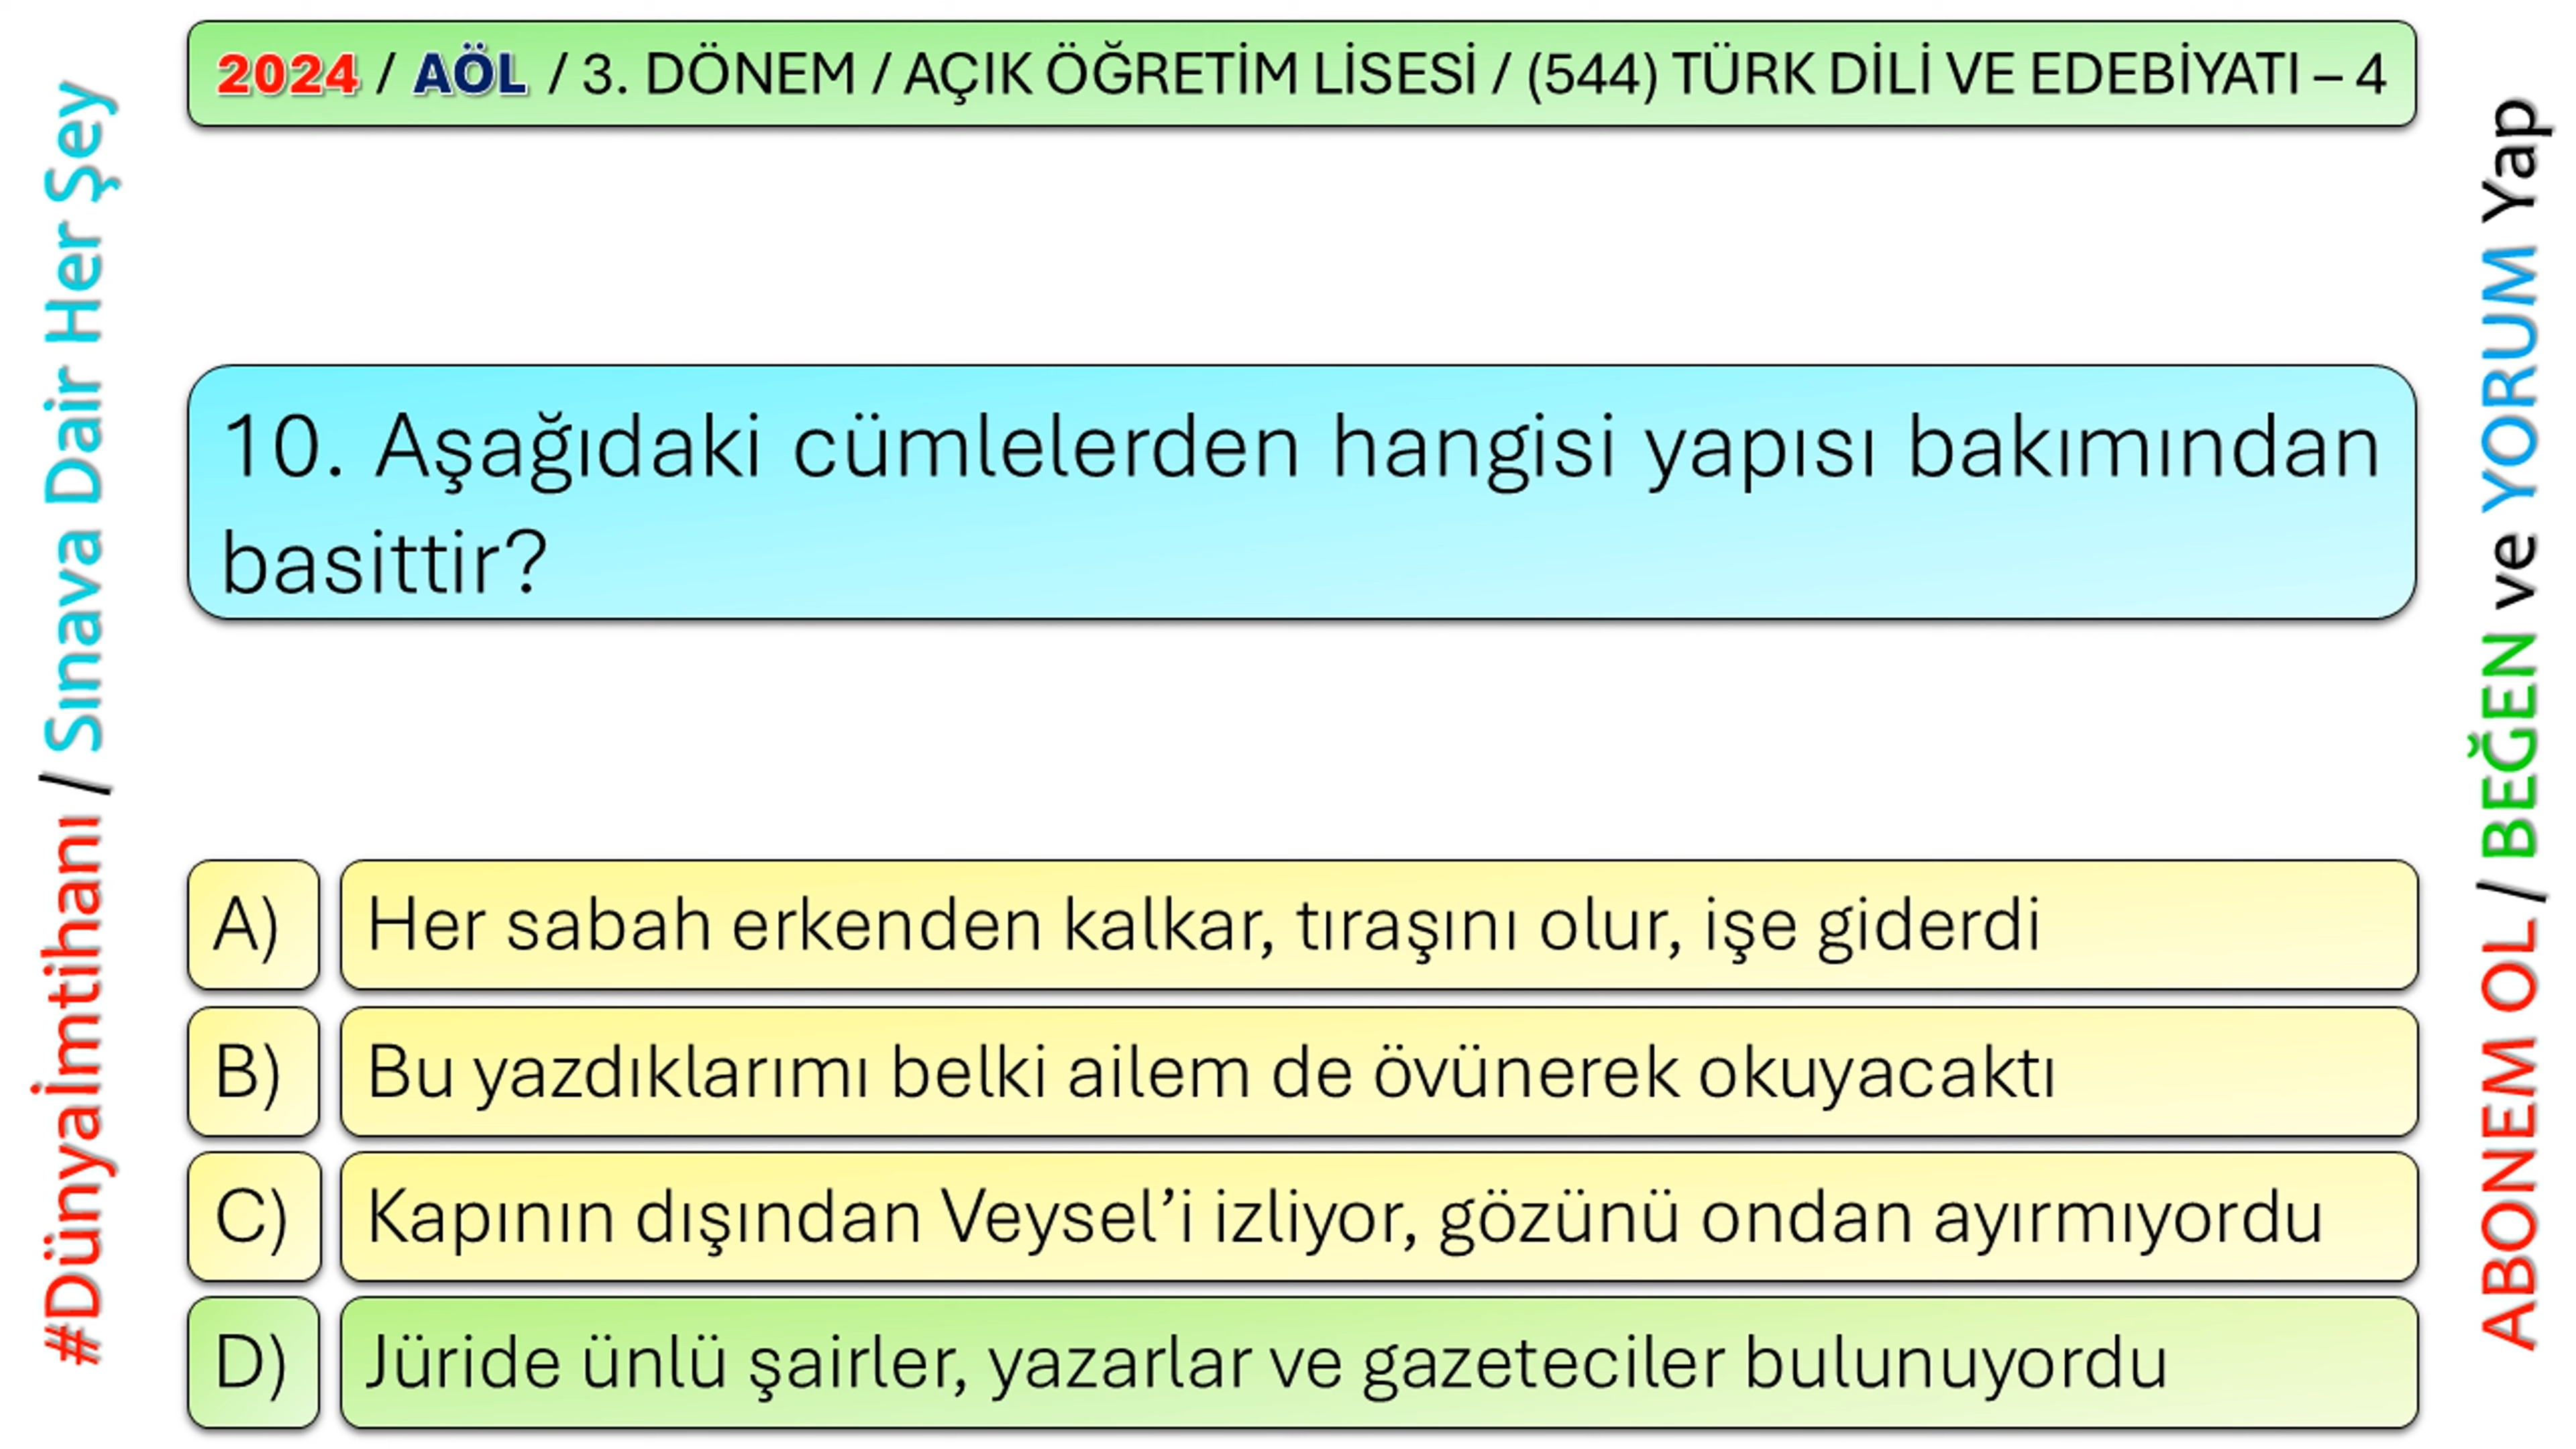 2024 / AÖL / 3. DÖNEM / AÇIK ÖĞRETİM LİSESİ / (544) TÜRK DİLİ VE EDEBİYATI – 4
#Dünyaİmtihanı / Sınava Dair Her Şey
10. Aşağıdaki cümlelerden hangisi yapısı bakımından
basittir?
A) Her sabah erkenden kalkar, tıraşını olur, işe giderdi
B) Bu yazdıklarımı belki ailem de övünerek okuyacaktı
C) Kapının dışından Veysel’i izliyor, gözünü ondan ayırmıyordu
D) Jüride ünlü şairler, yazarlar ve gazeteciler bulunuyordu
ABONEM OL / BEĞEN ve YORUM Yap